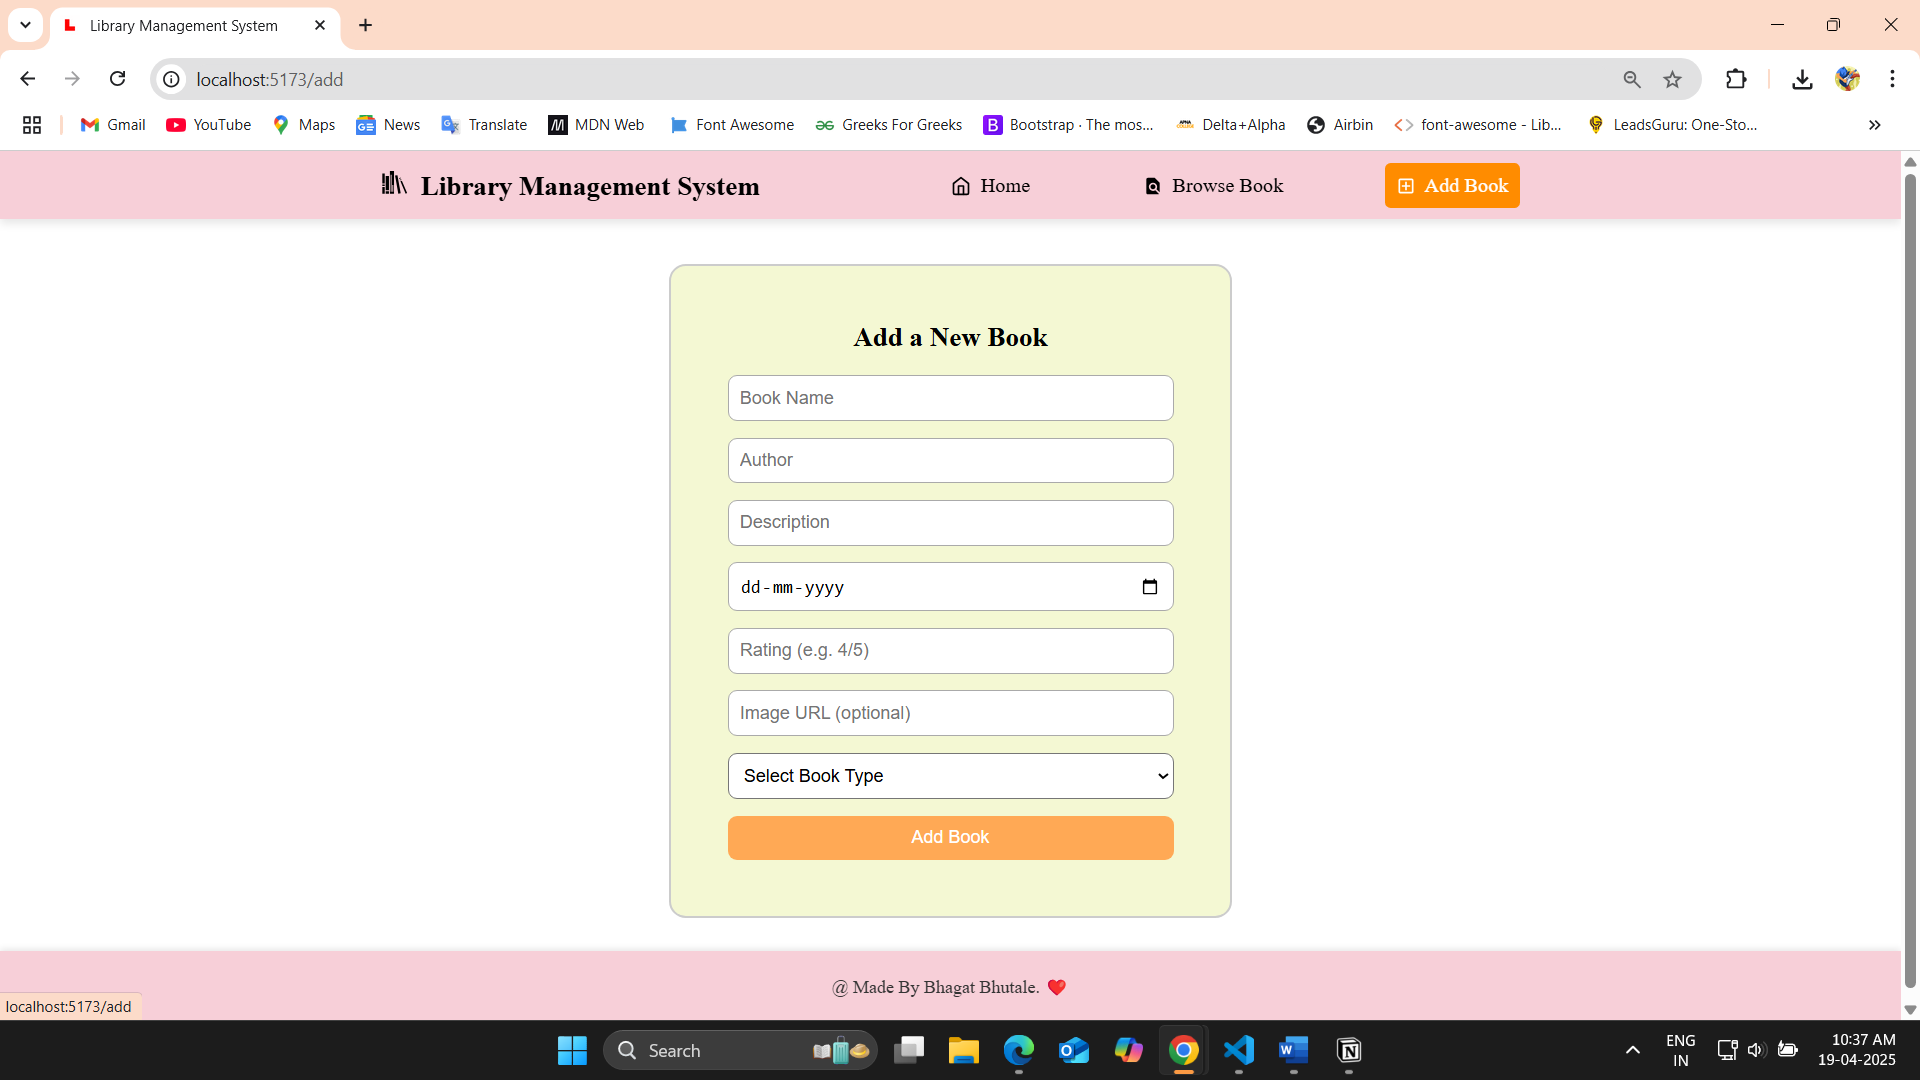 Library Management System
localhost:5173/add
Gmail YouTube Maps News Translate MDN Web Font Awesome Greeks For Greeks Bootstrap · The mos... Delta+Alpha Airbin font-awesome - Lib... LeadsGuru: One-Sto...
Library Management System Home Browse Book Add Book
Add a New Book
Book Name
Author
Description
dd-mm-yyyy
Rating (e.g. 4/5)
Image URL (optional)
Select Book Type
Add Book
@ Made By Bhagat Bhutale. ❤️
localhost:5173/add
Search
ENG
IN
10:37 AM
19-04-2025